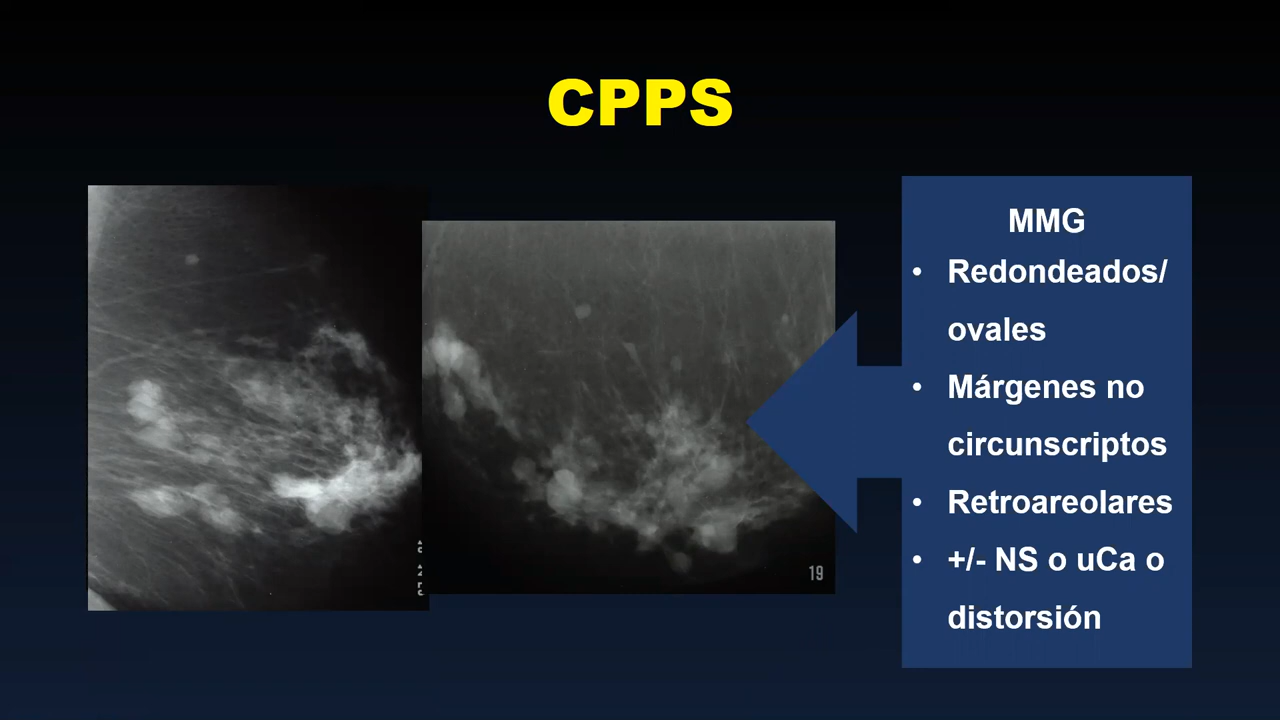 CPPS
MMG
• Redondeados/
ovales
• Márgenes no
circunscriptos
• Retroareolares
• +/- NS o uCa o
distorsión
19